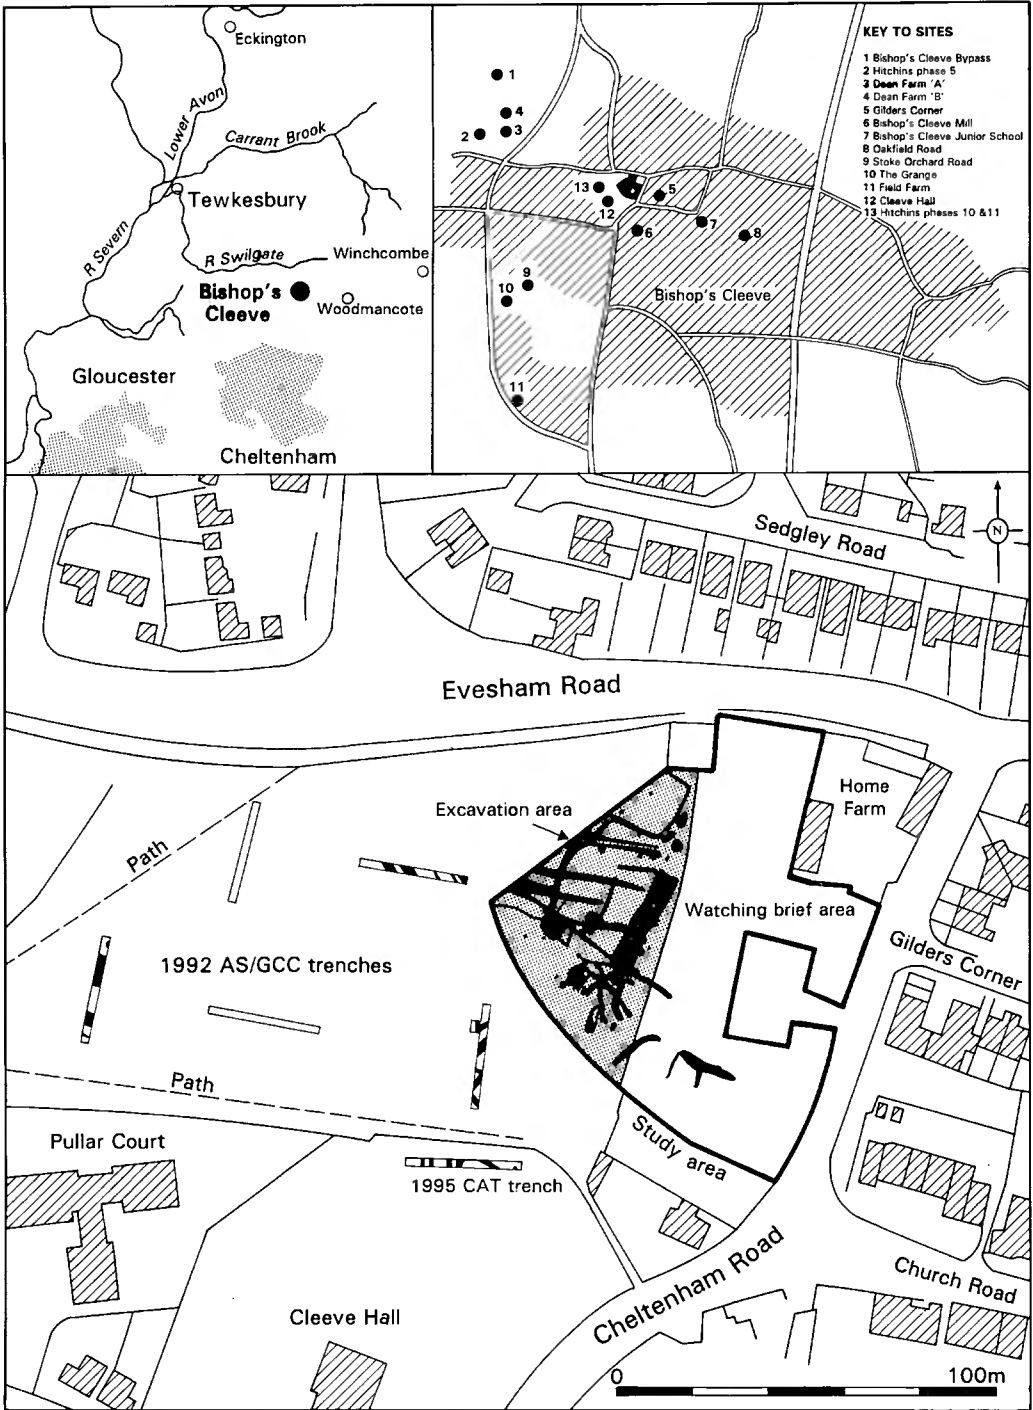 Eckington
Lower Avon
Carrant Brook
Tewkesbury
R Severn
R Swilgate
Winchcombe
Bishop's
Cleeve
Woodmancote
Gloucester
Cheltenham
KEY TO SITES
1 Bishop's Cleeve Bypass
2 Hitchins phase 5
3 Dean Farm 'A'
4 Dean Farm 'B'
5 Gilders Corner
6 Bishop's Cleeve Mill
7 Bishop's Cleeve Junior School
8 Oakfield Road
9 Stoke Orchard Road
10 The Grange
11 Field Farm
12 Cleeve Hall
13 Hitchins phases 10 & 11
1
4
2
3
13
5
12
6
7
8
9
10
Bishop's Cleeve
11
Sedgley Road
N
Evesham Road
Home
Farm
Excavation area
Path
Watching brief area
1992 AS/GCC trenches
Gilders Corner
Path
Pullar Court
Study area
1995 CAT trench
Church Road
Cheltenham Road
Cleeve Hall
0
100m